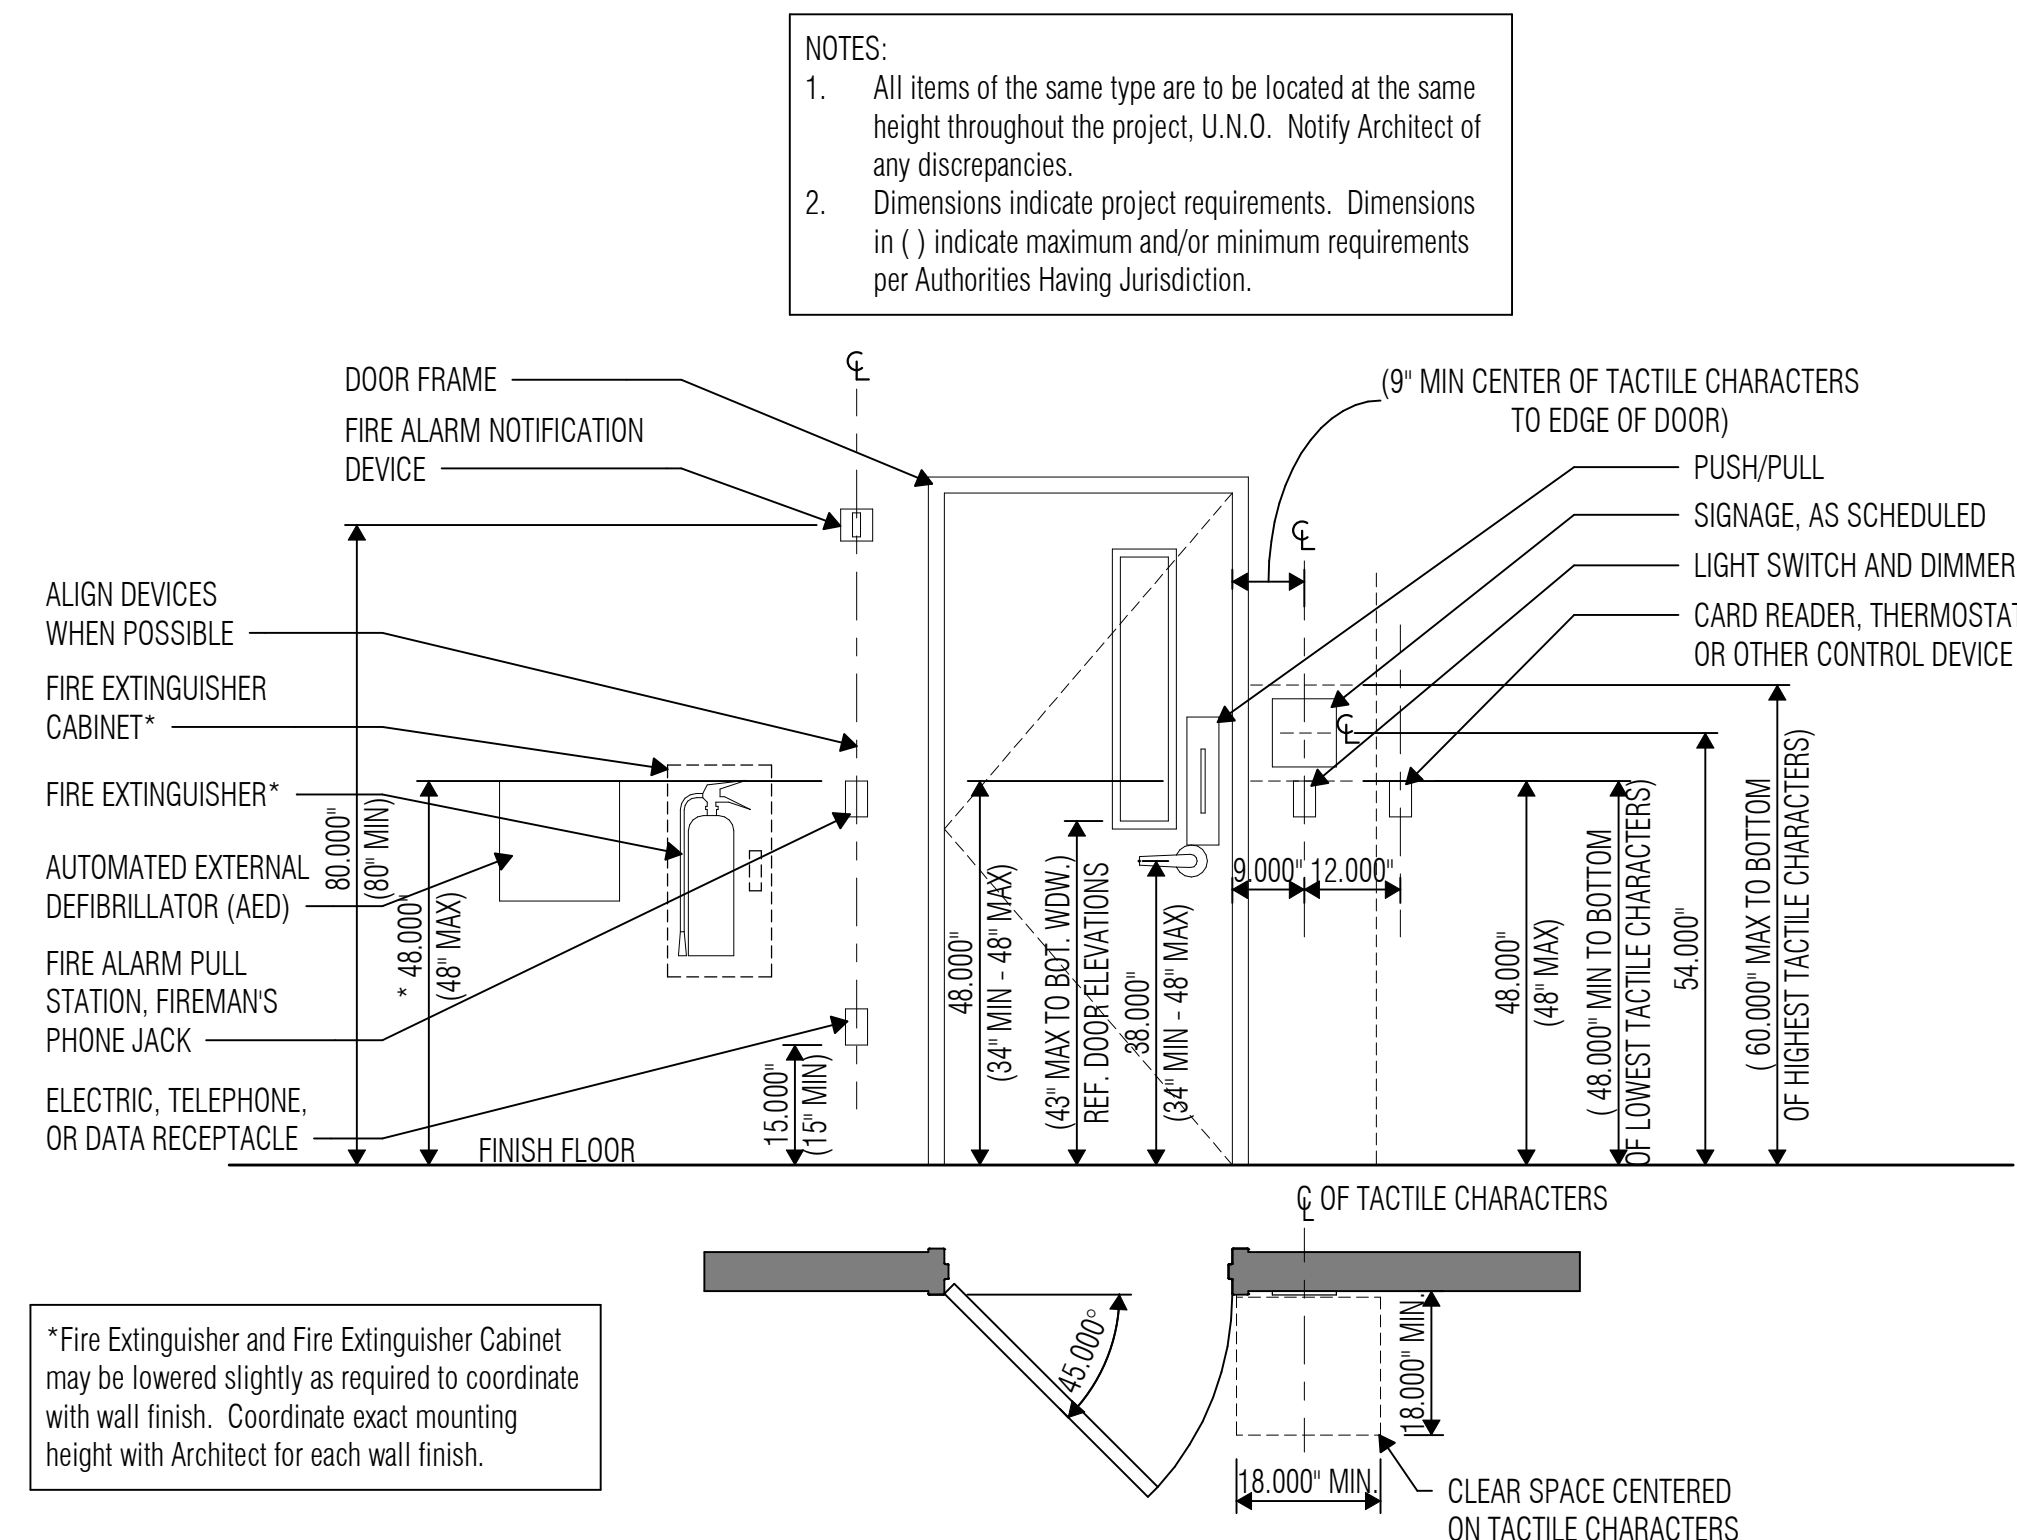 NOTES:
1. All items of the same type are to be located at the same
height throughout the project, U.N.O. Notify Architect of
any discrepancies.
2. Dimensions indicate project requirements. Dimensions
in ( ) indicate maximum and/or minimum requirements
per Authorities Having Jurisdiction.
DOOR FRAME
FIRE ALARM NOTIFICATION
DEVICE
ALIGN DEVICES
WHEN POSSIBLE
FIRE EXTINGUISHER
CABINET*
FIRE EXTINGUISHER*
AUTOMATED EXTERNAL
DEFIBRILLATOR (AED)
FIRE ALARM PULL
STATION, FIREMAN'S
PHONE JACK
ELECTRIC, TELEPHONE,
OR DATA RECEPTACLE
℄
(9" MIN CENTER OF TACTILE CHARACTERS
TO EDGE OF DOOR)
PUSH/PULL
SIGNAGE, AS SCHEDULED
LIGHT SWITCH AND DIMMER
CARD READER, THERMOSTAT
OR OTHER CONTROL DEVICE
℄
℄
80.000"
(80" MIN)
* 48.000"
(48" MAX)
15.000"
(15" MIN)
48.000"
(34" MIN - 48" MAX)
(43" MAX TO BOT. WDW.)
REF. DOOR ELEVATIONS
38.000"
(34" MIN - 48" MAX)
9.000"
12.000"
48.000"
(48" MAX)
( 48.000" MIN TO BOTTOM
OF LOWEST TACTILE CHARACTERS)
54.000"
( 60.000" MAX TO BOTTOM
OF HIGHEST TACTILE CHARACTERS)
FINISH FLOOR
℄ OF TACTILE CHARACTERS
45.000°
18.000" MIN.
18.000" MIN.
CLEAR SPACE CENTERED
ON TACTILE CHARACTERS
*Fire Extinguisher and Fire Extinguisher Cabinet
may be lowered slightly as required to coordinate
with wall finish. Coordinate exact mounting
height with Architect for each wall finish.